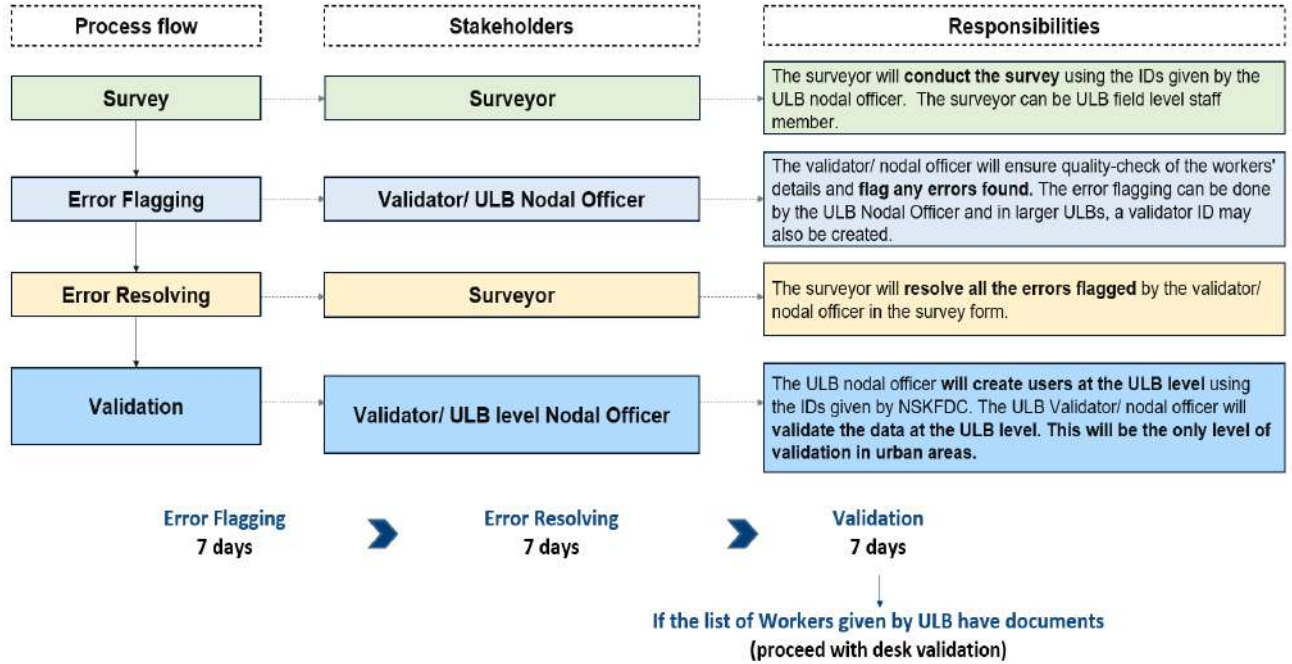 Process flow
Stakeholders
Responsibilities
Survey
Surveyor
The surveyor will conduct the survey using the IDs given by the
ULB nodal officer. The surveyor can be ULB field level staff
member.
Error Flagging
Validator/ ULB Nodal Officer
The validator/ nodal officer will ensure quality-check of the workers'
details and flag any errors found. The error flagging can be done
by the ULB Nodal Officer and in larger ULBs, a validator ID may
also be created.
Error Resolving
Surveyor
The surveyor will resolve all the errors flagged by the validator/
nodal officer in the survey form.
Validation
Validator/ ULB level Nodal Officer
The ULB nodal officer will create users at the ULB level using
the IDs given by NSKFDC. The ULB Validator/ nodal officer will
validate the data at the ULB level. This will be the only level of
validation in urban areas.
Error Flagging
7 days
Error Resolving
7 days
Validation
7 days
If the list of Workers given by ULB have documents
(proceed with desk validation)